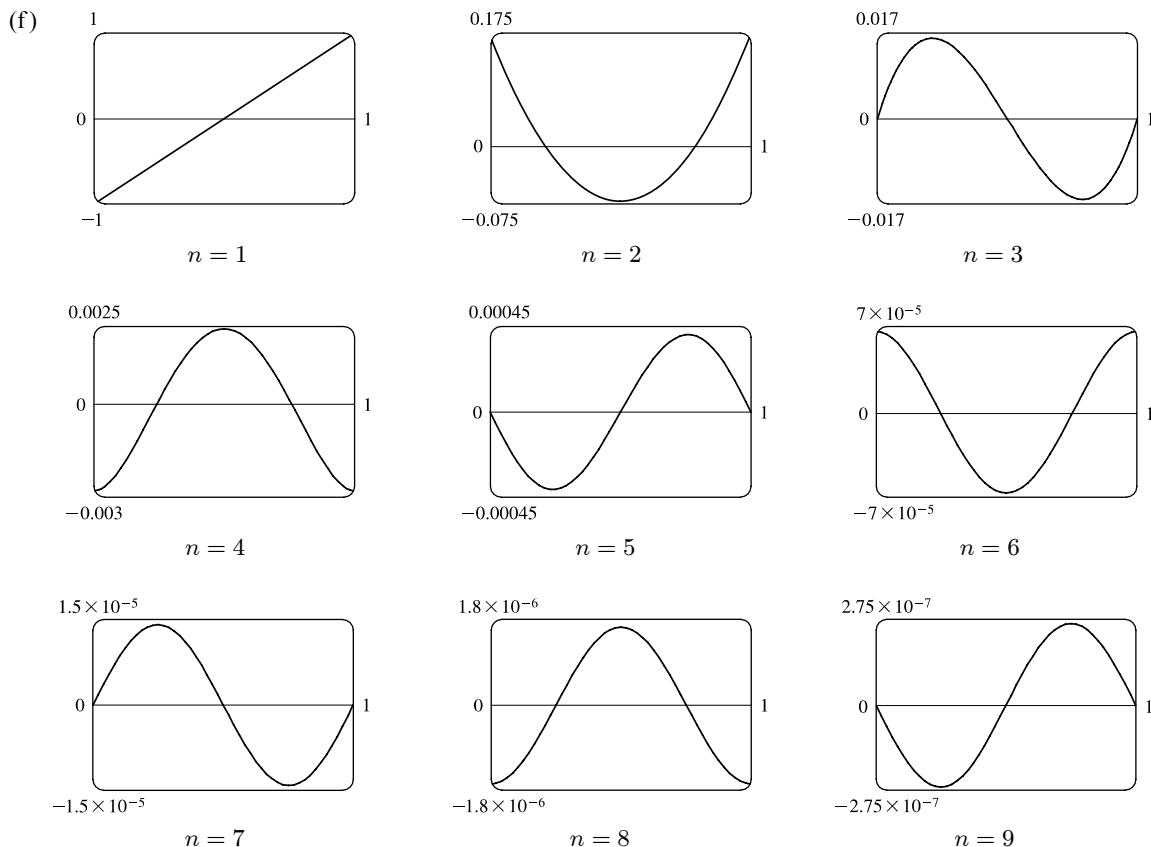 (f)
1 0.175 0.017
0 1 0 1 0 1
−1 −0.075 −0.017
n = 1 n = 2 n = 3
0.0025 0.00045 7×10⁻⁵
0 1 0 1 0 1
−0.003 −0.00045 −7×10⁻⁵
n = 4 n = 5 n = 6
1.5×10⁻⁵ 1.8×10⁻⁶ 2.75×10⁻⁷
0 1 0 1 0 1
−1.5×10⁻⁵ −1.8×10⁻⁶ −2.75×10⁻⁷
n = 7 n = 8 n = 9